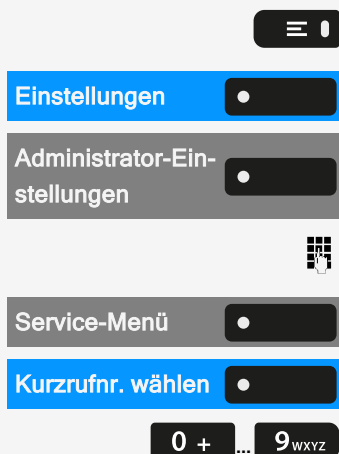 Einstellungen
Administrator-Ein-
stellungen
Service-Menü
Kurzrufnr. wählen
0 + ... 9 WXYZ